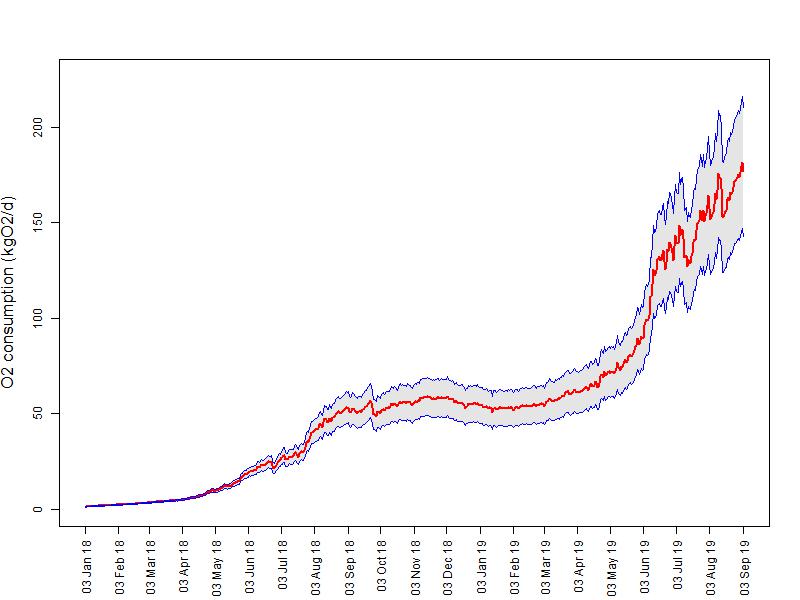 O2 consumption (kgO2/d)
200
150
100
50
0
03 Jan 18
03 Feb 18
03 Mar 18
03 Apr 18
03 May 18
03 Jun 18
03 Jul 18
03 Aug 18
03 Sep 18
03 Oct 18
03 Nov 18
03 Dec 18
03 Jan 19
03 Feb 19
03 Mar 19
03 Apr 19
03 May 19
03 Jun 19
03 Jul 19
03 Aug 19
03 Sep 19